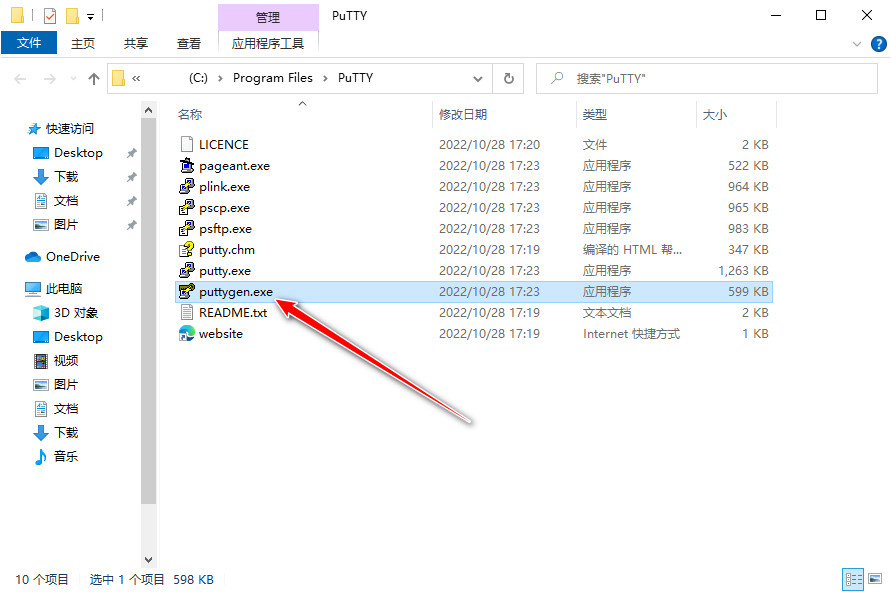 管理
PuTTY
文件
主页
共享
查看
应用程序工具
?
«
(C:) › Program Files › PuTTY
搜索"PuTTY"
快速访问
Desktop
下载
文档
图片
OneDrive
此电脑
3D 对象
Desktop
视频
图片
文档
下载
音乐
名称 修改日期 类型 大小
LICENCE 2022/10/28 17:20 文件 2 KB
pageant.exe 2022/10/28 17:23 应用程序 522 KB
plink.exe 2022/10/28 17:23 应用程序 964 KB
pscp.exe 2022/10/28 17:23 应用程序 965 KB
psftp.exe 2022/10/28 17:23 应用程序 983 KB
putty.chm 2022/10/28 17:19 编译的 HTML 帮... 347 KB
putty.exe 2022/10/28 17:23 应用程序 1,263 KB
puttygen.exe 2022/10/28 17:23 应用程序 599 KB
README.txt 2022/10/28 17:19 文本文档 2 KB
website 2022/10/28 17:19 Internet 快捷方式 1 KB
10 个项目 选中 1 个项目 598 KB